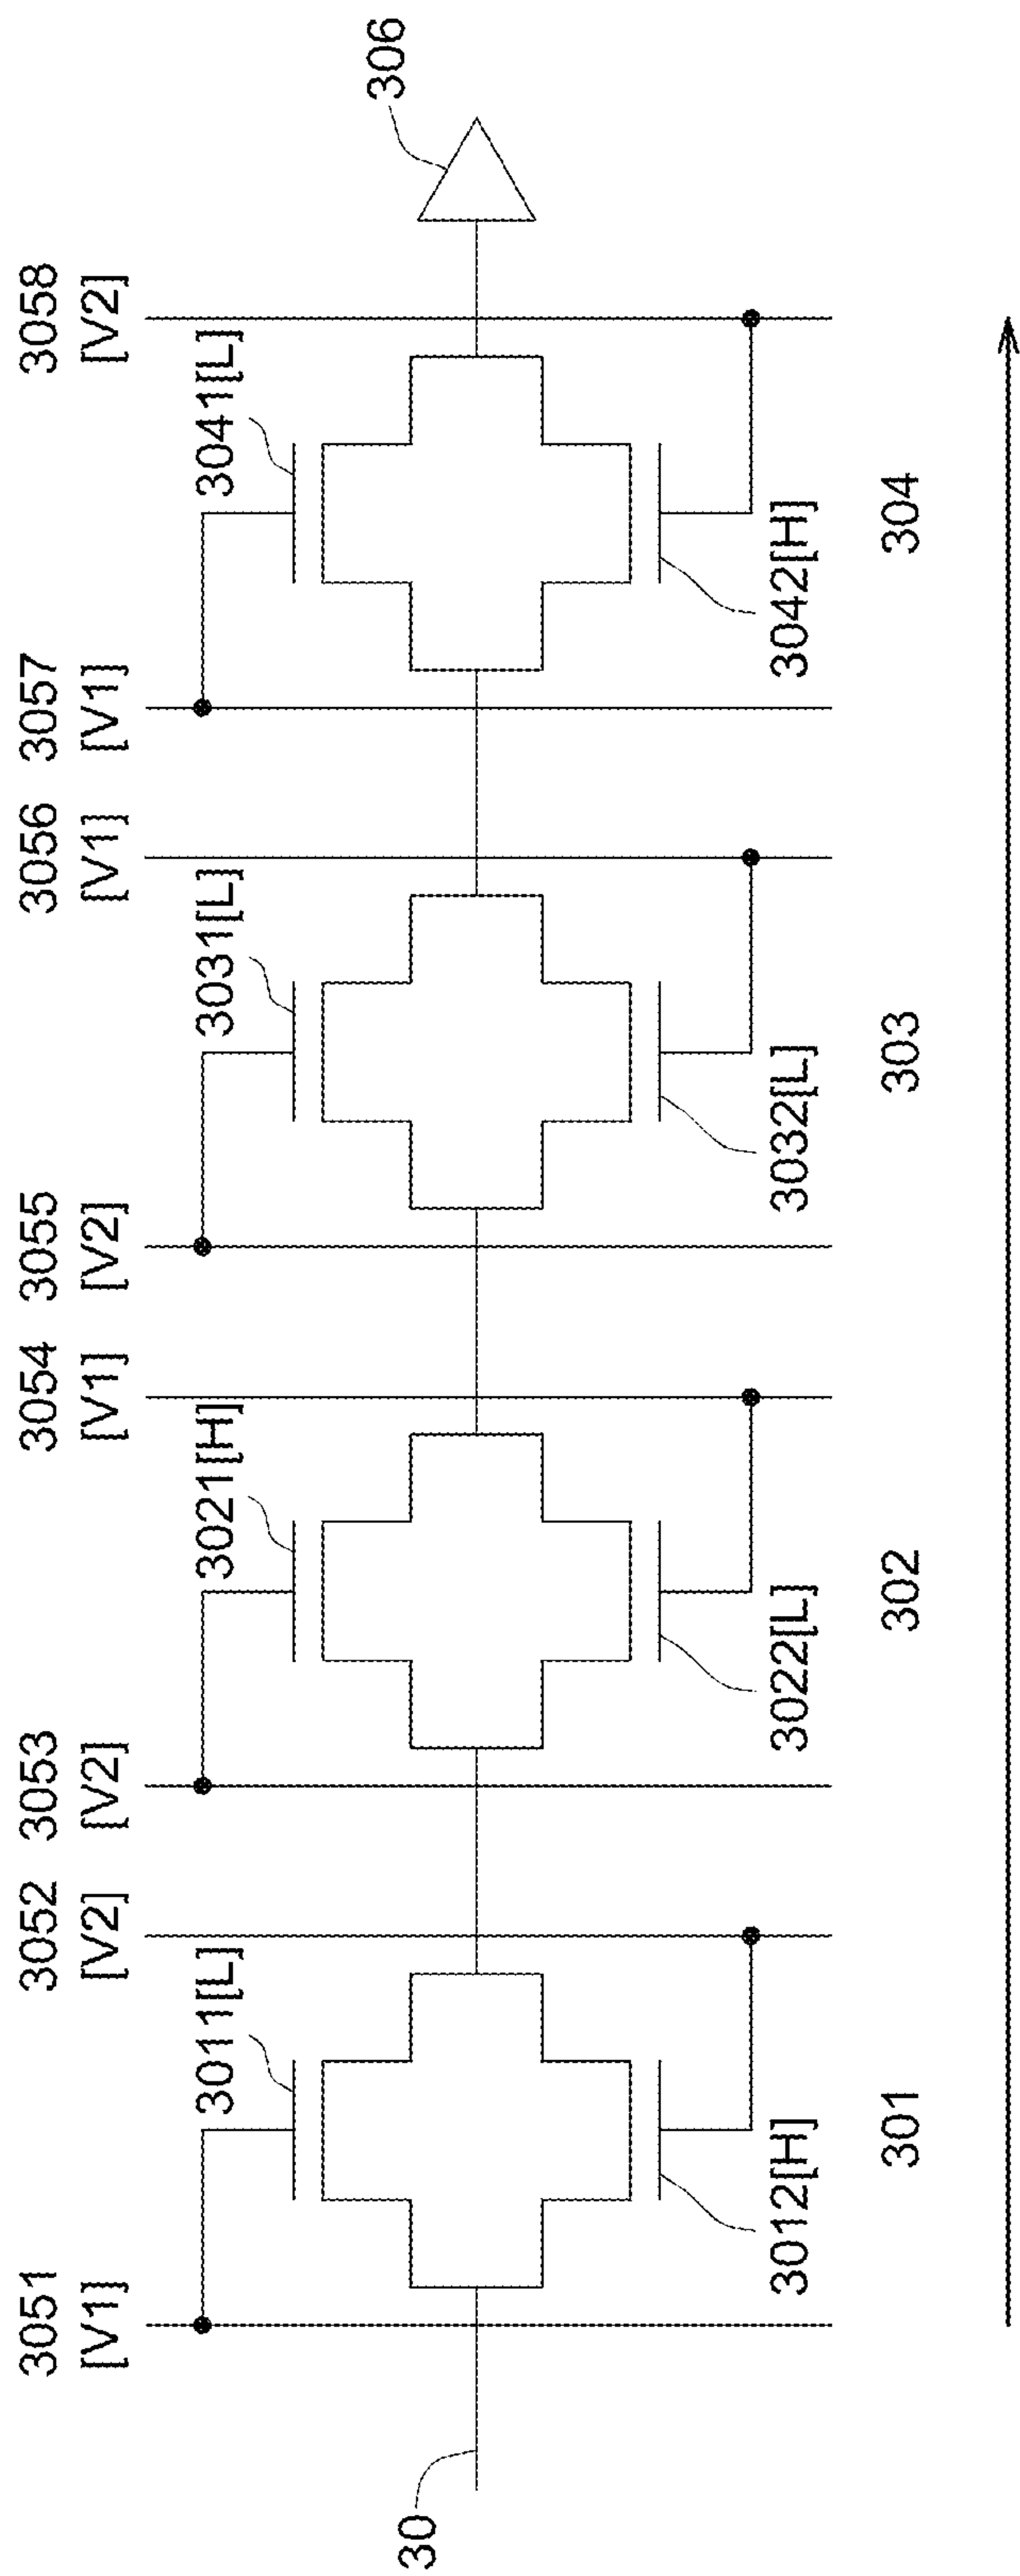 3051 3052 3053 3054 3055 3056 3057 3058
[V1] [V2] [V2] [V1] [V2] [V1] [V1] [V2]
3011[L] 3021[H] 3031[L] 3041[L]
30 306
3012[H] 3022[L] 3032[L] 3042[H]
301 302 303 304